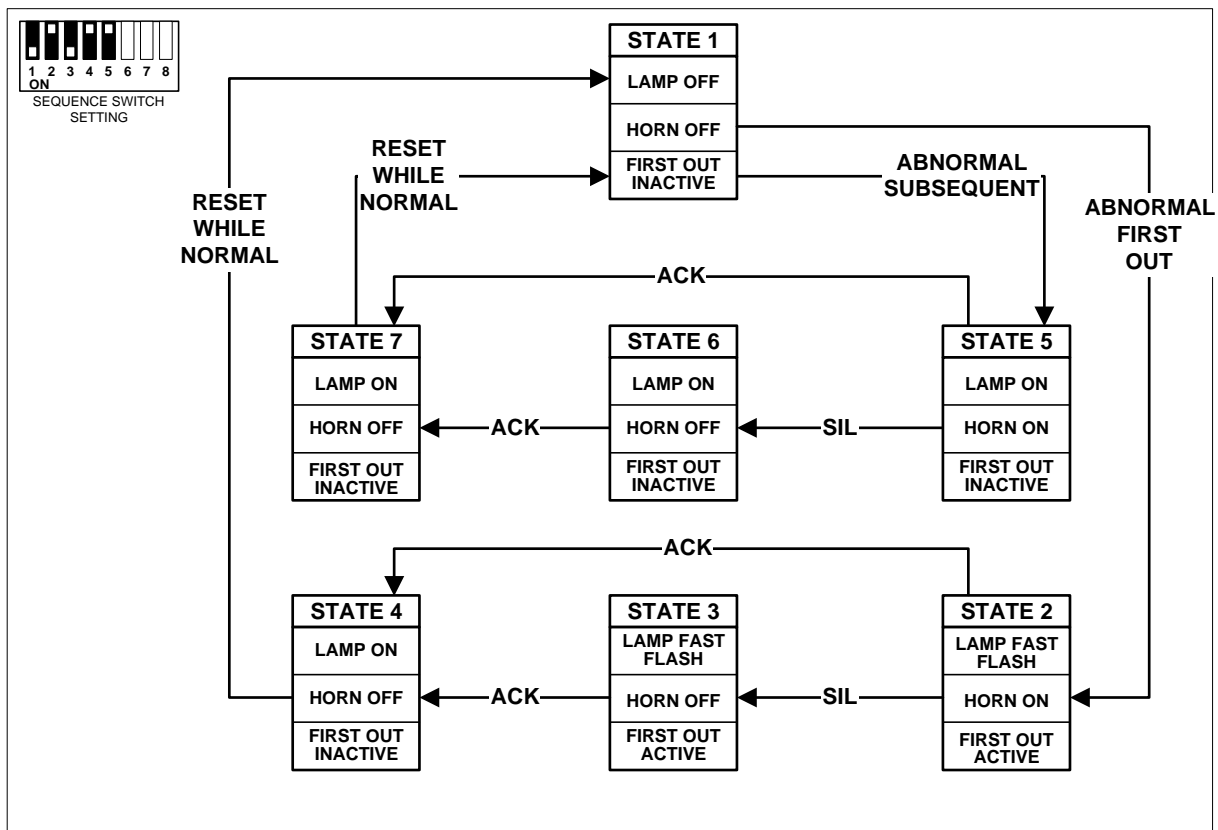 1 2 3 4 5 6 7 8
ON
SEQUENCE SWITCH
SETTING
STATE 1
LAMP OFF
HORN OFF
FIRST OUT
INACTIVE
RESET
WHILE
NORMAL
RESET
WHILE
NORMAL
ABNORMAL
SUBSEQUENT
ABNORMAL
FIRST
OUT
ACK
STATE 7
LAMP ON
HORN OFF
FIRST OUT
INACTIVE
ACK
STATE 6
LAMP ON
HORN OFF
FIRST OUT
INACTIVE
SIL
STATE 5
LAMP ON
HORN ON
FIRST OUT
INACTIVE
ACK
STATE 4
LAMP ON
HORN OFF
FIRST OUT
INACTIVE
ACK
STATE 3
LAMP FAST
FLASH
HORN OFF
FIRST OUT
ACTIVE
SIL
STATE 2
LAMP FAST
FLASH
HORN ON
FIRST OUT
ACTIVE